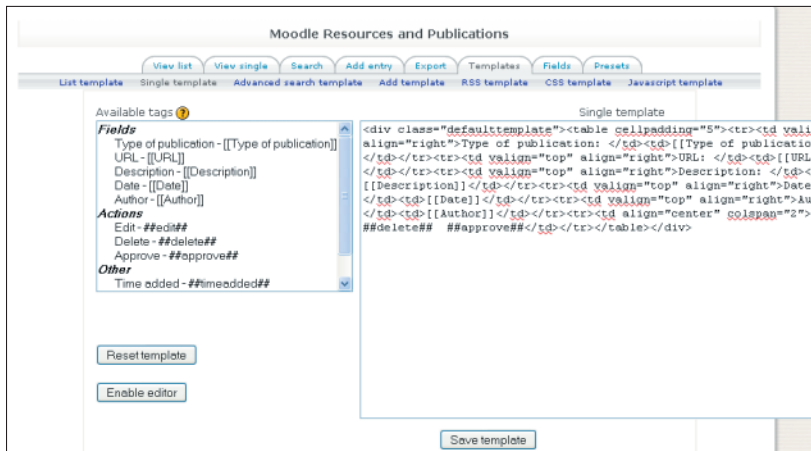 Moodle Resources and Publications
View list View single Search Add entry Export Templates Fields Presets
List template Single template Advanced search template Add template RSS template CSS template Javascript template
Available tags
Single template
Fields
Type of publication - [[Type of publication]]
URL - [[URL]]
Description - [[Description]]
Date - [[Date]]
Author - [[Author]]
Actions
Edit - ##edit##
Delete - ##delete##
Approve - ##approve##
Other
Time added - ##timeadded##
<div class="defaulttemplate"><table cellpadding="5"><tr><td vali
align="right">Type of publication: </td><td>[[Type of publicatio
</td></tr><tr><td valign="top" align="right">URL: </td><td>[[URL
</td></tr><tr><td valign="top" align="right">Description: </td><
[[Description]]</td></tr><tr><td valign="top" align="right">Date
</td><td>[[Date]]</td></tr><tr><td valign="top" align="right">Au
</td><td>[[Author]]</td></tr><tr><td align="center" colspan="2">
##delete## ##approve##</td></tr></table></div>
Reset template
Enable editor
Save template